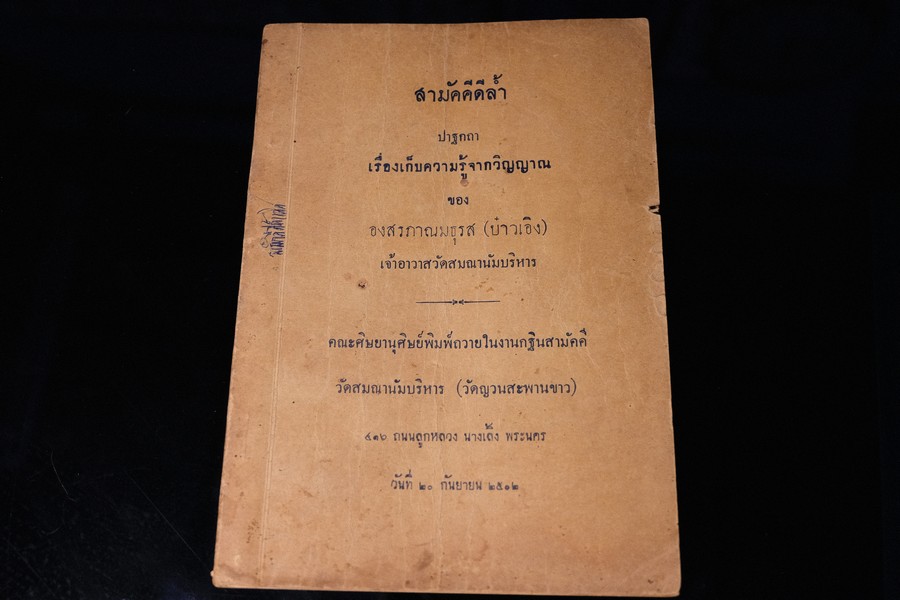 สามัคคีดีล้ำ
ปาฐกถา
เรื่องเก็บความรู้จากวิญญาณ
ของ
องสรภาณมธุรส (บ๋าวเอิง)
เจ้าอาวาสวัดสมณานัมบริหาร
คณะศิษยานุศิษย์พิมพ์ถวายในงานกฐินสามัคคี
วัดสมณานัมบริหาร (วัดญวนสะพานขาว)
๔๑๖ ถนนลูกหลวง นางเลิ้ง พระนคร
วันที่ ๒๐ กันยายน ๒๕๑๒